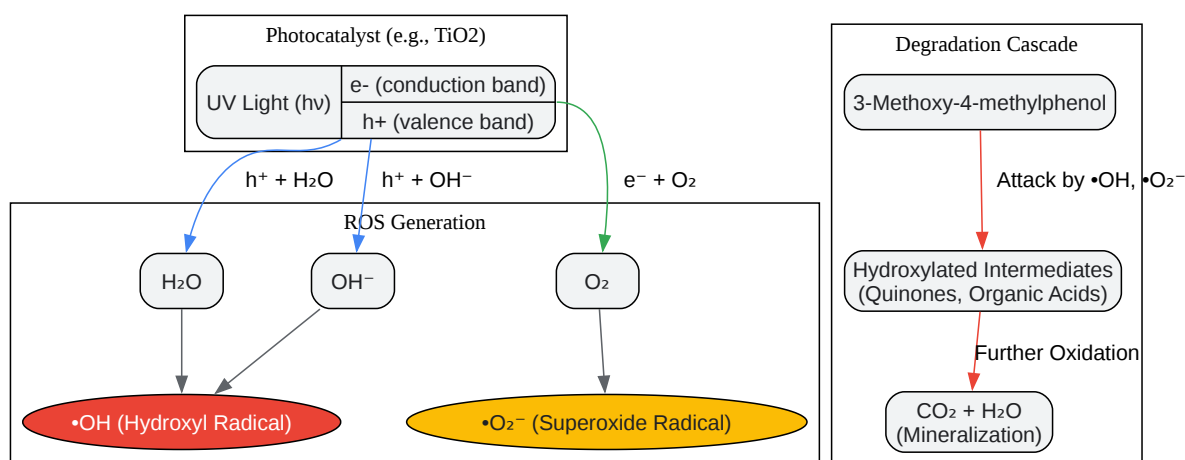 Photocatalyst (e.g., TiO2)
UV Light (hν)
e- (conduction band)
h+ (valence band)
h⁺ + H₂O
h⁺ + OH⁻
e⁻ + O₂
ROS Generation
H₂O
OH⁻
O₂
•OH (Hydroxyl Radical)
•O₂⁻ (Superoxide Radical)
Degradation Cascade
3-Methoxy-4-methylphenol
Attack by •OH, •O₂⁻
Hydroxylated Intermediates
(Quinones, Organic Acids)
Further Oxidation
CO₂ + H₂O
(Mineralization)